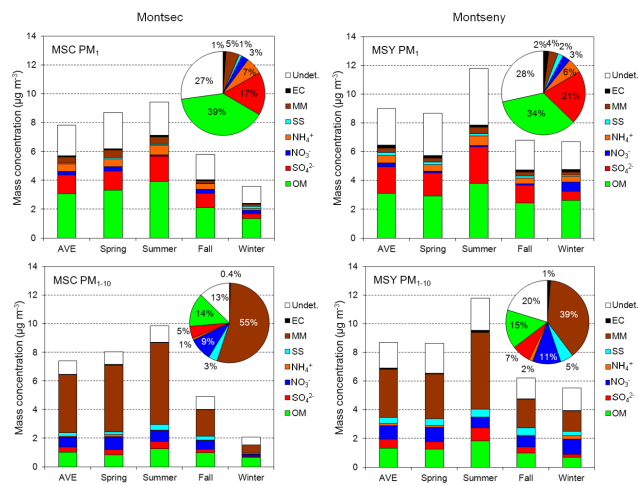 Montsec
Montseny
MSC PM₁
14
12
10
8
6
4
2
0
Mass concentration (µg m⁻³)
AVE Spring Summer Fall Winter
1% 5% 1% 3%
7%
17%
39%
27%
Undet.
EC
MM
SS
NH₄⁺
NO₃⁻
SO₄²⁻
OM
MSY PM₁
14
12
10
8
6
4
2
0
Mass concentration (µg m⁻³)
AVE Spring Summer Fall Winter
2% 4% 2% 3%
6%
21%
34%
28%
Undet.
EC
MM
SS
NH₄⁺
NO₃⁻
SO₄²⁻
OM
MSC PM₁₋₁₀
14
12
10
8
6
4
2
0
Mass concentration (µg m⁻³)
AVE Spring Summer Fall Winter
0.4%
13%
14%
5%
1%
9%
3%
55%
Undet.
EC
MM
SS
NH₄⁺
NO₃⁻
SO₄²⁻
OM
MSY PM₁₋₁₀
14
12
10
8
6
4
2
0
Mass concentration (µg m⁻³)
AVE Spring Summer Fall Winter
1%
20%
15%
7%
2%
11%
5%
39%
Undet.
EC
MM
SS
NH₄⁺
NO₃⁻
SO₄²⁻
OM